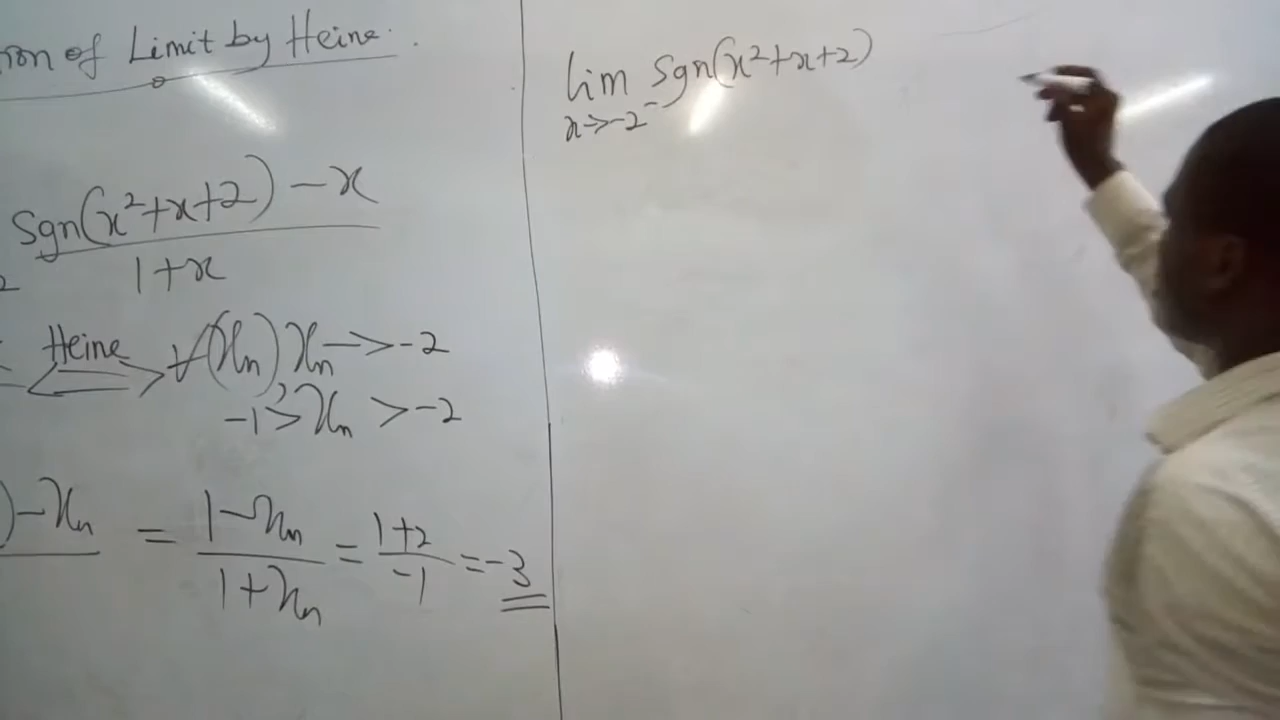 of Limit by Heine.
sgn(x²+x+2) - x
1+x
Heine ∀(xₙ), xₙ → -2
-1 > xₙ > -2
) - xₙ = 1-xₙ / 1+xₙ = 1+2 / -1 = -3
lim sgn(x²+x+2)
x→-2⁻